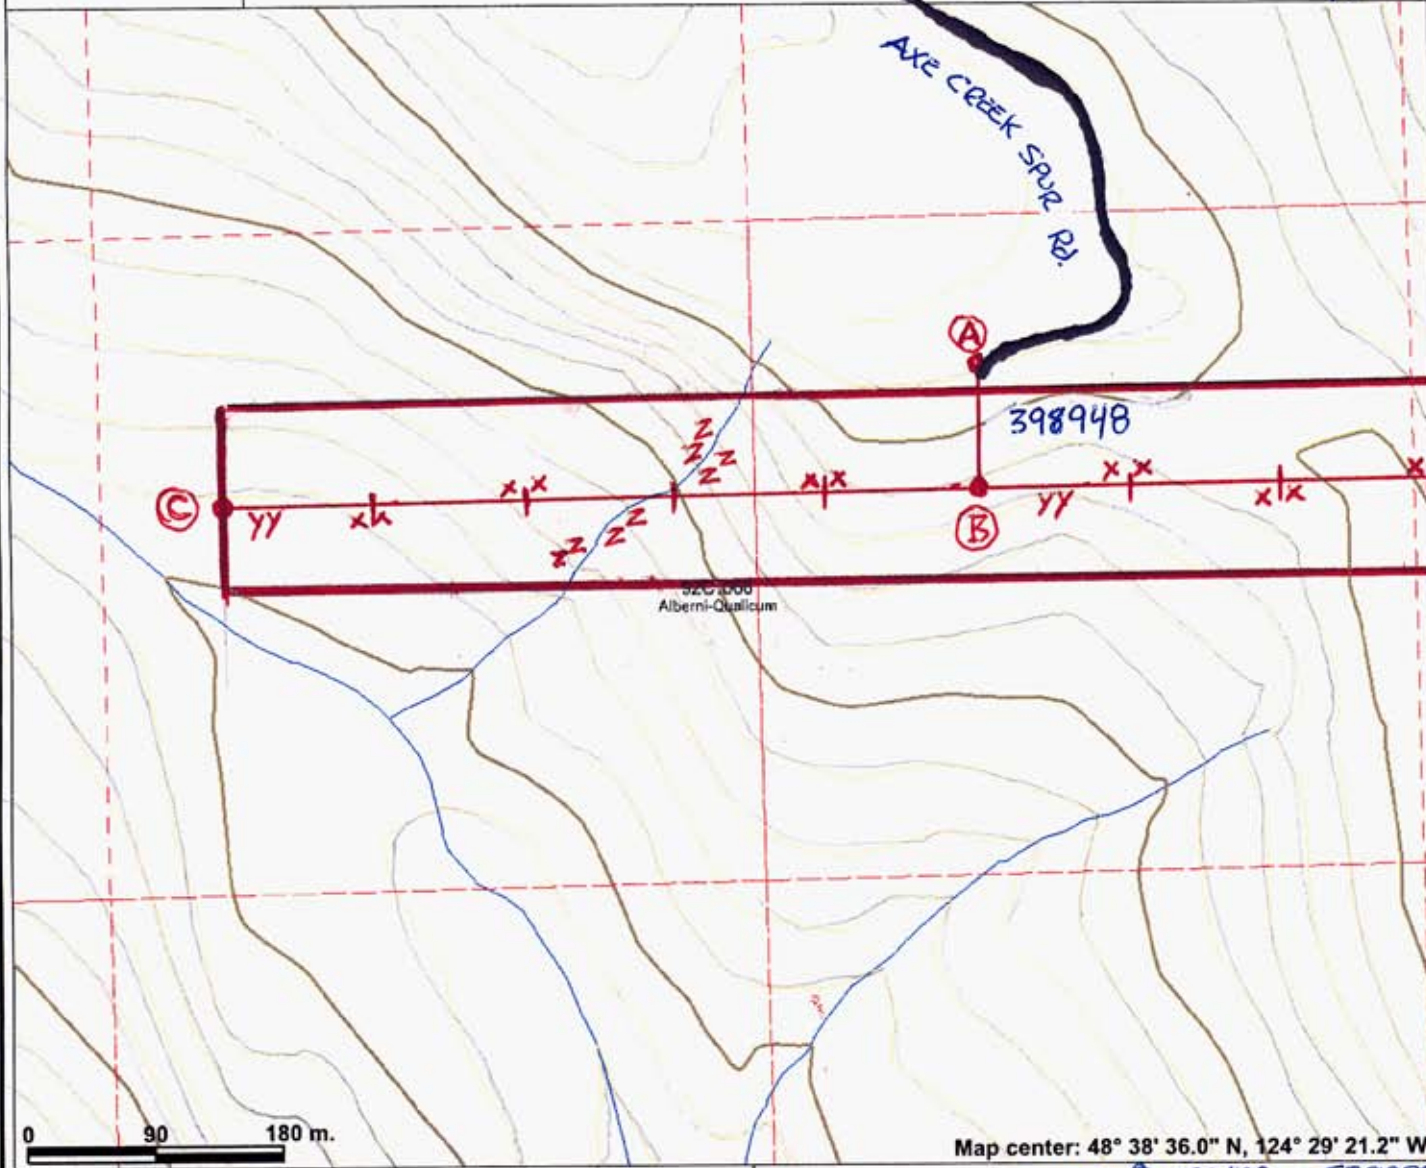 AXE CREEK SPUR Rd.
A
398948
Z
Z
Z
Z
x x
x x
x x
x
C
YY
Z
Z
YY
x x
Z
Z
B
Alberni-Qualicum
0 90 180 m.
Map center: 48° 38' 36.0" N, 124° 29' 21.2" W